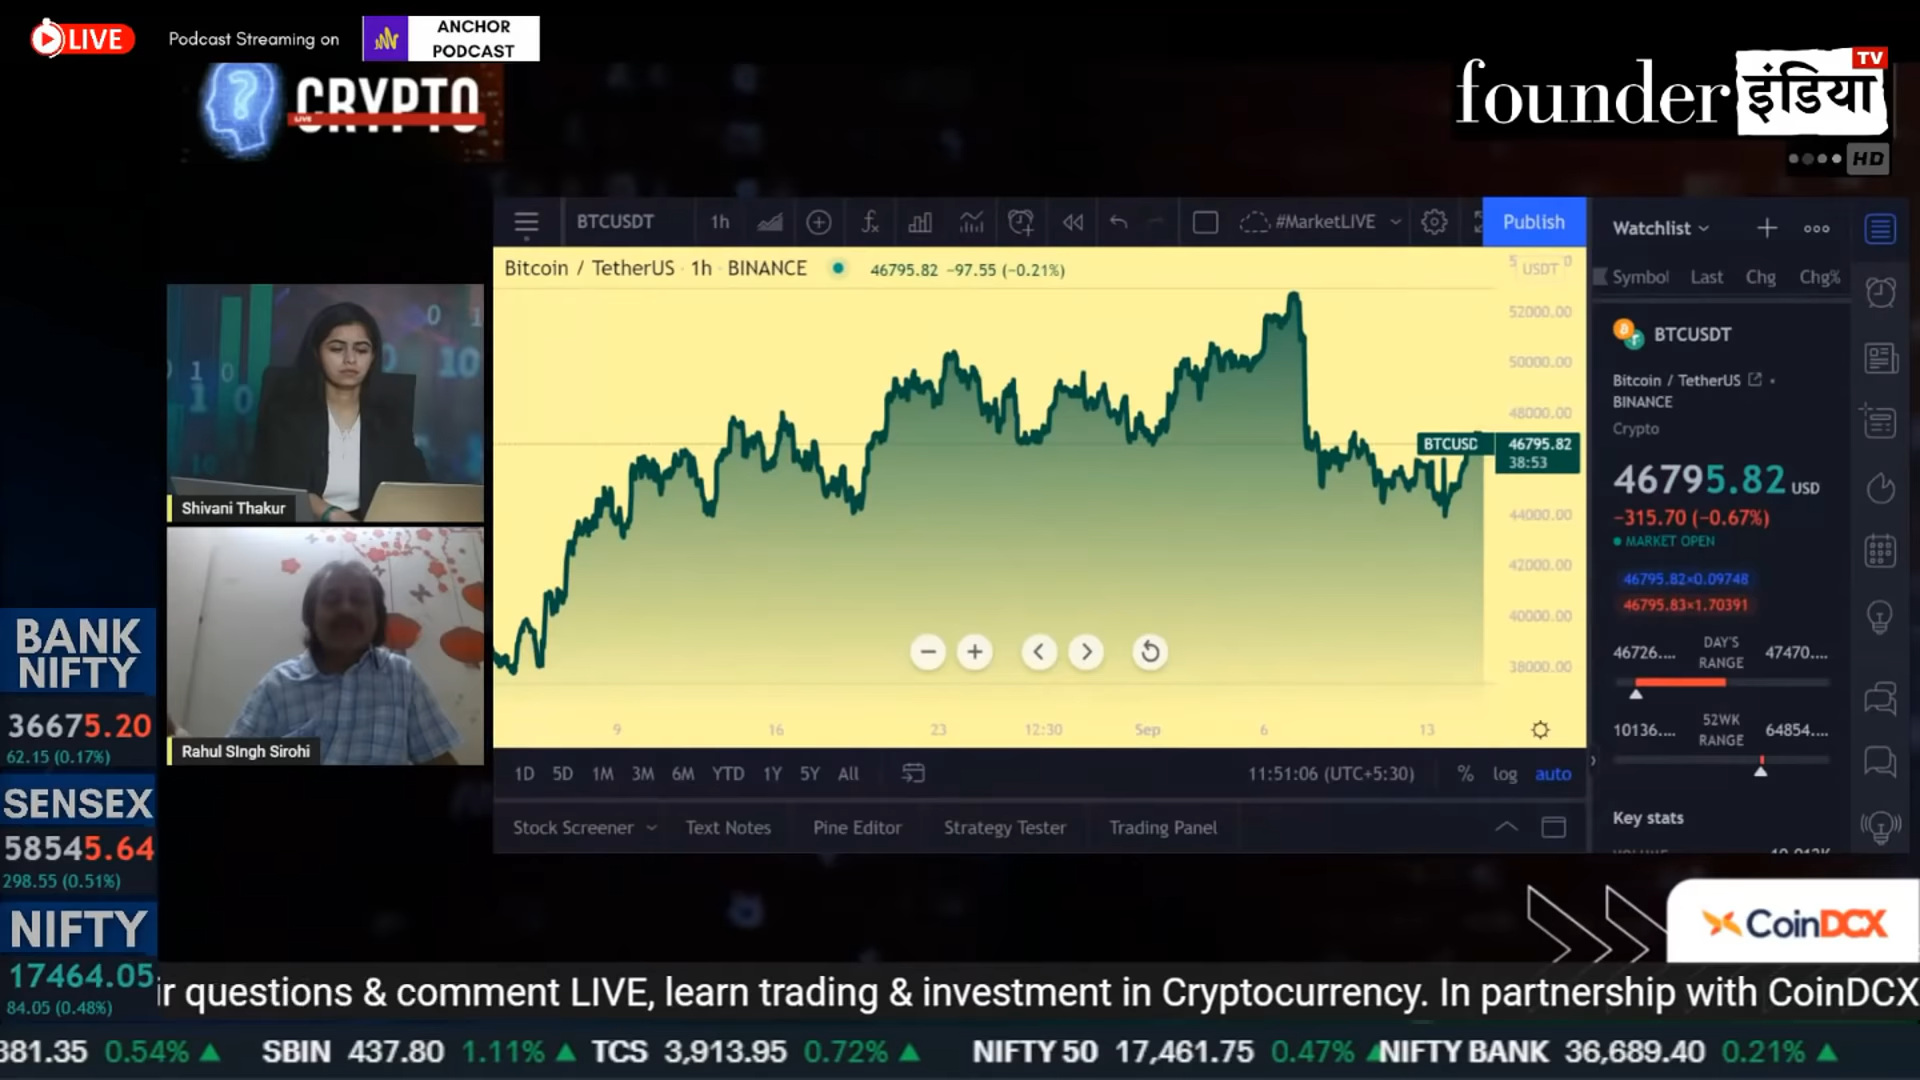 LIVE
Podcast Streaming on
ANCHOR
PODCAST
CRYPTO
LIVE
founder इंडिया
TV
HD
BTCUSDT
1h
#MarketLIVE
Publish
Bitcoin / TetherUS · 1h · BINANCE
46795.82 −97.55 (−0.21%)
USDT
52000.00
50000.00
48000.00
BTCUSD
46795.82
38:53
44000.00
42000.00
40000.00
38000.00
9
16
23
12:30
Sep
6
13
1D 5D 1M 3M 6M YTD 1Y 5Y All
11:51:06 (UTC+5:30)
% log auto
Stock Screener
Text Notes
Pine Editor
Strategy Tester
Trading Panel
Watchlist
Symbol Last Chg Chg%
BTCUSDT
Bitcoin / TetherUS
BINANCE
Crypto
46795.82 USD
−315.70 (−0.67%)
MARKET OPEN
46795.82×0.09748
46795.83×1.70391
46726.... DAY'S RANGE 47470....
10136.... 52WK RANGE 64854....
Key stats
Shivani Thakur
Rahul SIngh Sirohi
BANK
NIFTY
36675.20
62.15 (0.17%)
SENSEX
58545.64
298.55 (0.51%)
NIFTY
17464.05
84.05 (0.48%)
CoinDCX
ir questions & comment LIVE, learn trading & investment in Cryptocurrency. In partnership with CoinDCX
381.35 0.54% ▲ SBIN 437.80 1.11% ▲ TCS 3,913.95 0.72% ▲ NIFTY 50 17,461.75 0.47% ▲ NIFTY BANK 36,689.40 0.21% ▲